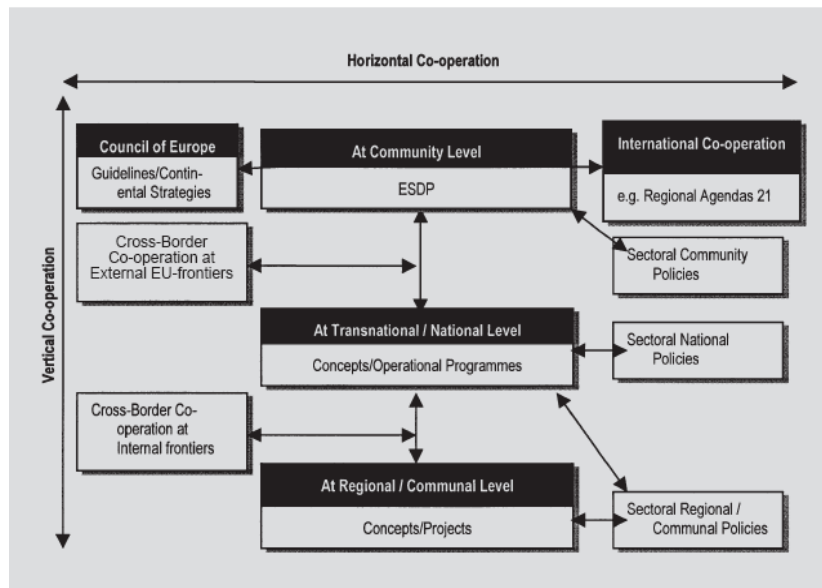 Horizontal Co-operation
Vertical Co-operation
Council of Europe
Guidelines/Contin-
ental Strategies
At Community Level
ESDP
International Co-operation
e.g. Regional Agendas 21
Cross-Border
Co-operation at
External EU-frontiers
Sectoral Community
Policies
At Transnational / National Level
Concepts/Operational Programmes
Sectoral National
Policies
Cross-Border Co-
operation at
Internal frontiers
At Regional / Communal Level
Concepts/Projects
Sectoral Regional /
Communal Policies